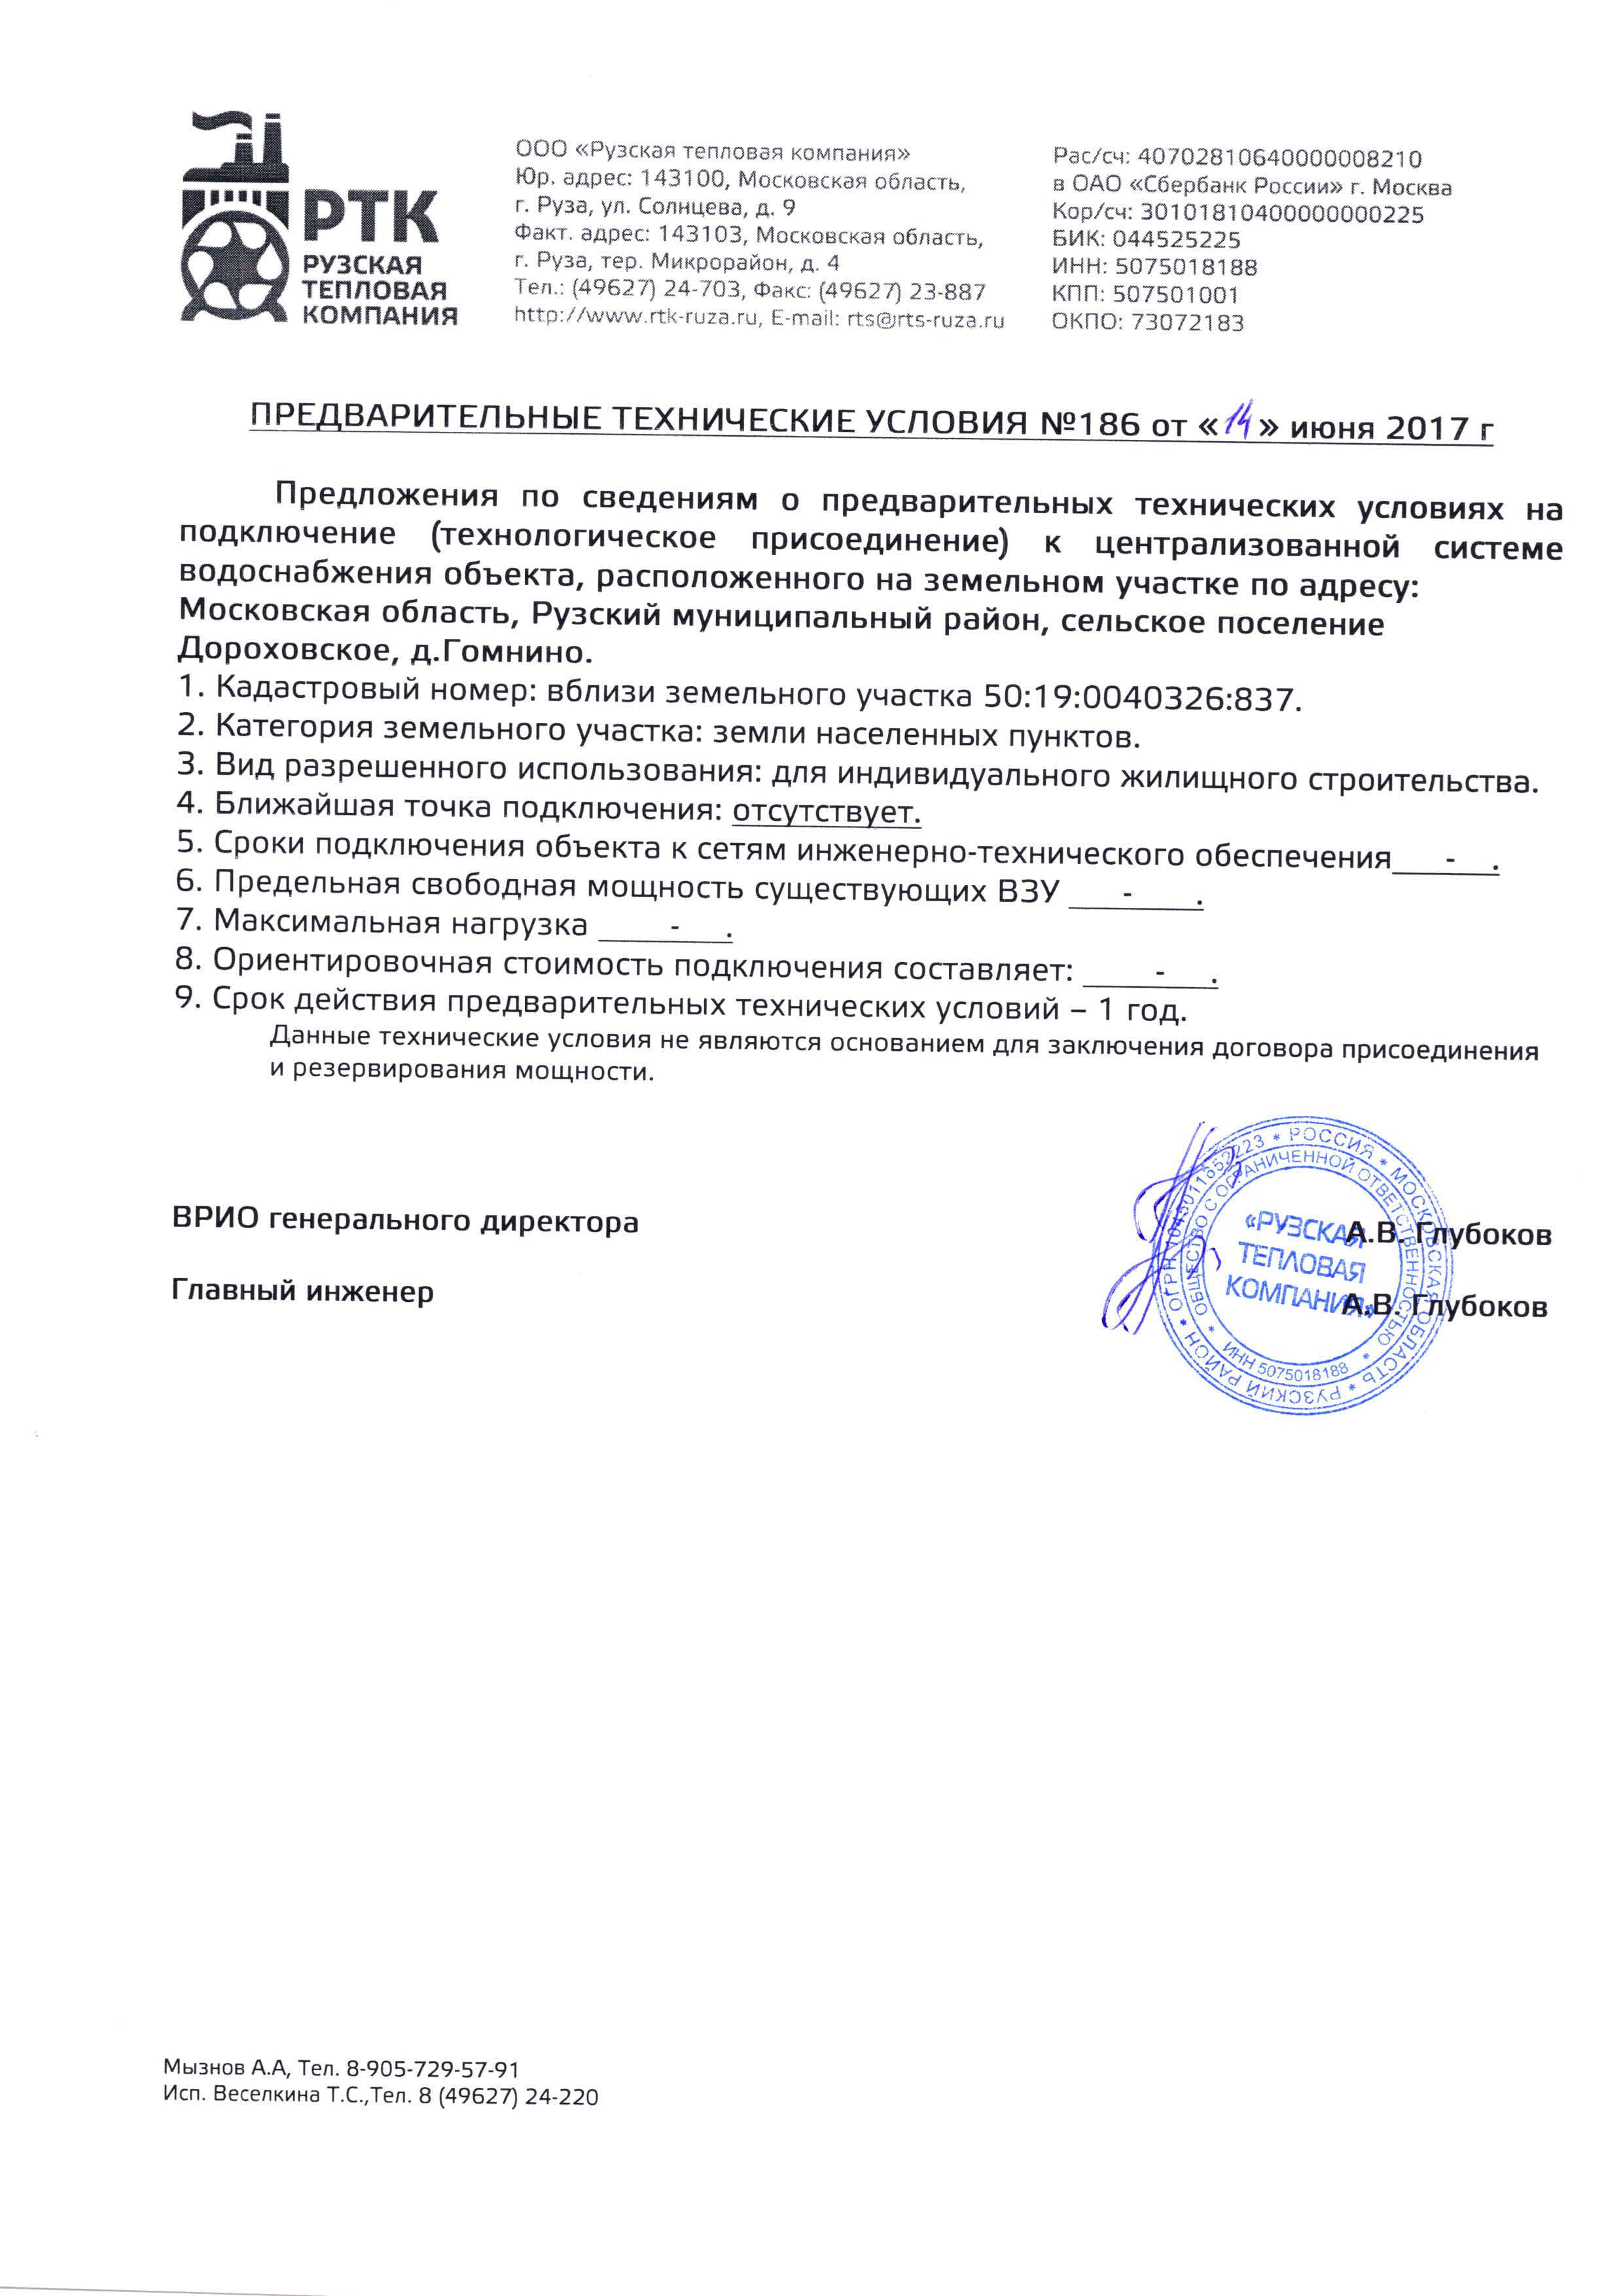 РТК
РУЗСКАЯ
ТЕПЛОВАЯ
КОМПАНИЯ
ООО «Рузская тепловая компания»
Юр. адрес: 143100, Московская область,
г. Руза, ул. Солнцева, д. 9
Факт. адрес: 143103, Московская область,
г. Руза, тер. Микрорайон, д. 4
Тел.: (49627) 24-703, Факс: (49627) 23-887
http://www.rtk-ruza.ru, E-mail: rts@rts-ruza.ru
Рас/сч: 40702810640000008210
в ОАО «Сбербанк России» г. Москва
Кор/сч: 30101810400000000225
БИК: 044525225
ИНН: 5075018188
КПП: 507501001
ОКПО: 73072183
ПРЕДВАРИТЕЛЬНЫЕ ТЕХНИЧЕСКИЕ УСЛОВИЯ №186 от «14» июня 2017 г
Предложения по сведениям о предварительных технических условиях на
подключение (технологическое присоединение) к централизованной системе
водоснабжения объекта, расположенного на земельном участке по адресу:
Московская область, Рузский муниципальный район, сельское поселение
Дороховское, д.Гомнино.
1. Кадастровый номер: вблизи земельного участка 50:19:0040326:837.
2. Категория земельного участка: земли населенных пунктов.
3. Вид разрешенного использования: для индивидуального жилищного строительства.
4. Ближайшая точка подключения: отсутствует.
5. Сроки подключения объекта к сетям инженерно-технического обеспечения - .
6. Предельная свободная мощность существующих ВЗУ - .
7. Максимальная нагрузка - .
8. Ориентировочная стоимость подключения составляет: - .
9. Срок действия предварительных технических условий – 1 год.
Данные технические условия не являются основанием для заключения договора присоединения
и резервирования мощности.
ВРИО генерального директора А.В. Глубоков
Главный инженер А.В. Глубоков
* РОССИЯ * МОСКОВСКАЯ ОБЛАСТЬ * РУЗСКИЙ РАЙОН * ОГРН
ОБЩЕСТВО С ОГРАНИЧЕННОЙ ОТВЕТСТВЕННОСТЬЮ
* ИНН 5075018188 *
«РУЗСКАЯ
ТЕПЛОВАЯ
КОМПАНИЯ»
Мызнов А.А, Тел. 8-905-729-57-91
Исп. Веселкина Т.С.,Тел. 8 (49627) 24-220